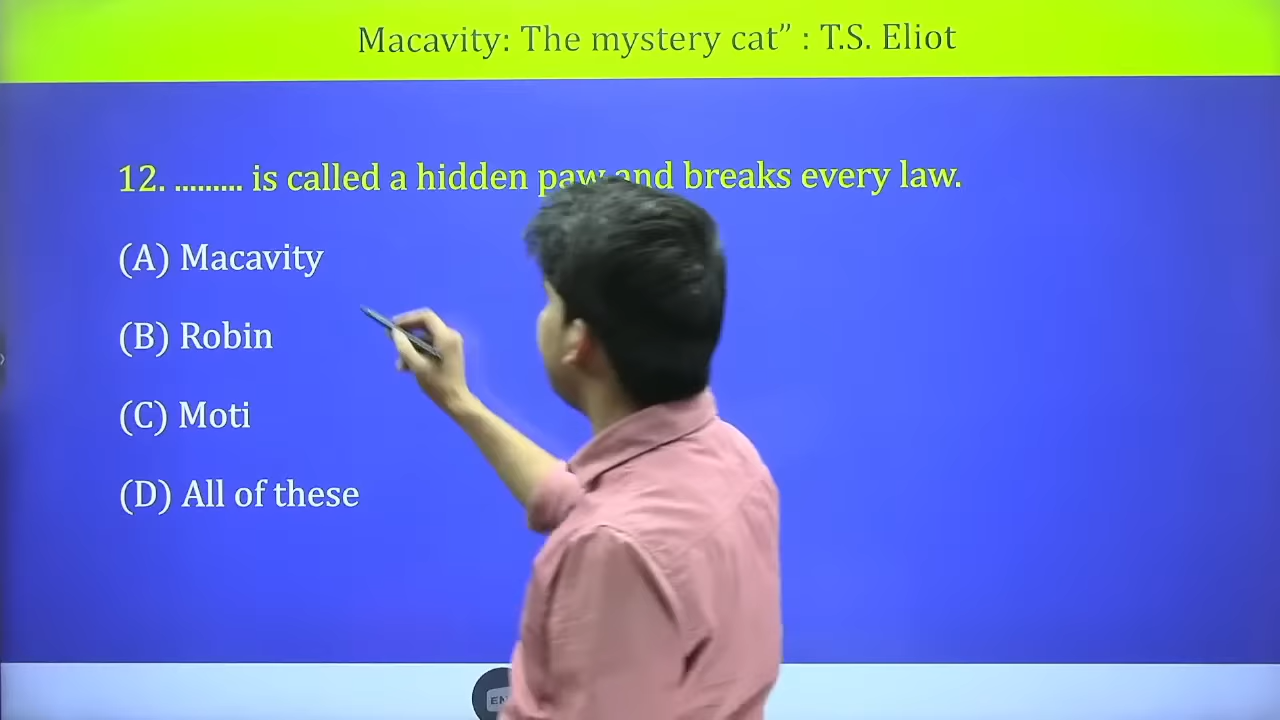 Macavity: The mystery cat” : T.S. Eliot
12. ......... is called a hidden paw and breaks every law.
(A) Macavity
(B) Robin
(C) Moti
(D) All of these
EN